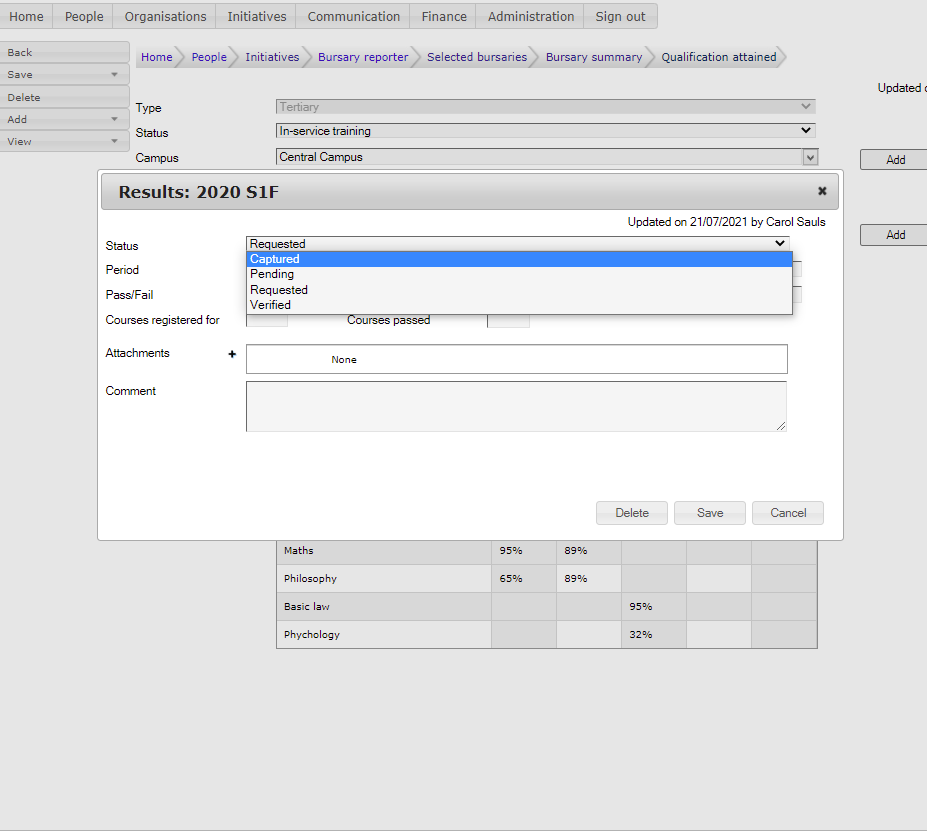 Home People Organisations Initiatives Communication Finance Administration Sign out
Back
Save
Delete
Add
View
Home People Initiatives Bursary reporter Selected bursaries Bursary summary Qualification attained
Updated
Type Tertiary
Status In-service training
Campus Central Campus
Add
Add
Results: 2020 S1F
Updated on 21/07/2021 by Carol Sauls
Status Requested
Captured
Pending
Requested
Verified
Period
Pass/Fail
Courses registered for Courses passed
Attachments + None
Comment
Delete Save Cancel
Maths 95% 89%
Philosophy 65% 89%
Basic law 95%
Phychology 32%